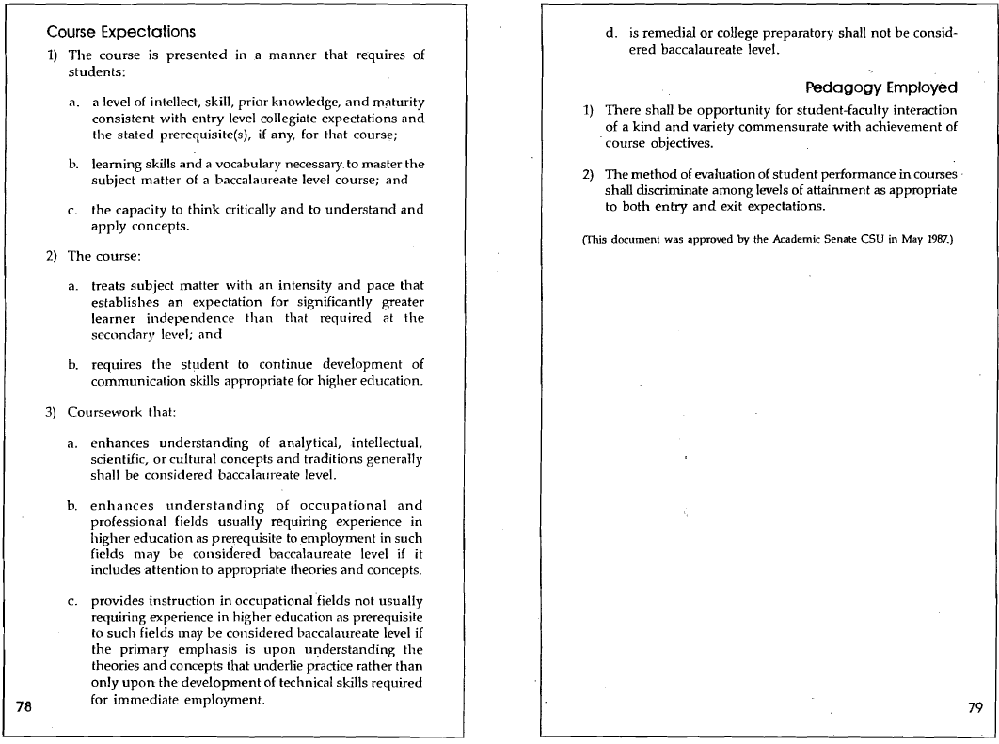 Course Expectations
1) The course is presented in a manner that requires of
students:
a. a level of intellect, skill, prior knowledge, and maturity
consistent with entry level collegiate expectations and
the stated prerequisite(s), if any, for that course;
b. learning skills and a vocabulary necessary to master the
subject matter of a baccalaureate level course; and
c. the capacity to think critically and to understand and
apply concepts.
2) The course:
a. treats subject matter with an intensity and pace that
establishes an expectation for significantly greater
learner independence than that required at the
secondary level; and
b. requires the student to continue development of
communication skills appropriate for higher education.
3) Coursework that:
a. enhances understanding of analytical, intellectual,
scientific, or cultural concepts and traditions generally
shall be considered baccalaureate level.
b. enhances understanding of occupational and
professional fields usually requiring experience in
higher education as prerequisite to employment in such
fields may be considered baccalaureate level if it
includes attention to appropriate theories and concepts.
c. provides instruction in occupational fields not usually
requiring experience in higher education as prerequisite
to such fields may be considered baccalaureate level if
the primary emphasis is upon understanding the
theories and concepts that underlie practice rather than
only upon the development of technical skills required
for immediate employment.
78
d. is remedial or college preparatory shall not be consid-
ered baccalaureate level.
Pedagogy Employed
1) There shall be opportunity for student-faculty interaction
of a kind and variety commensurate with achievement of
course objectives.
2) The method of evaluation of student performance in courses
shall discriminate among levels of attainment as appropriate
to both entry and exit expectations.
(This document was approved by the Academic Senate CSU in May 1987.)
79